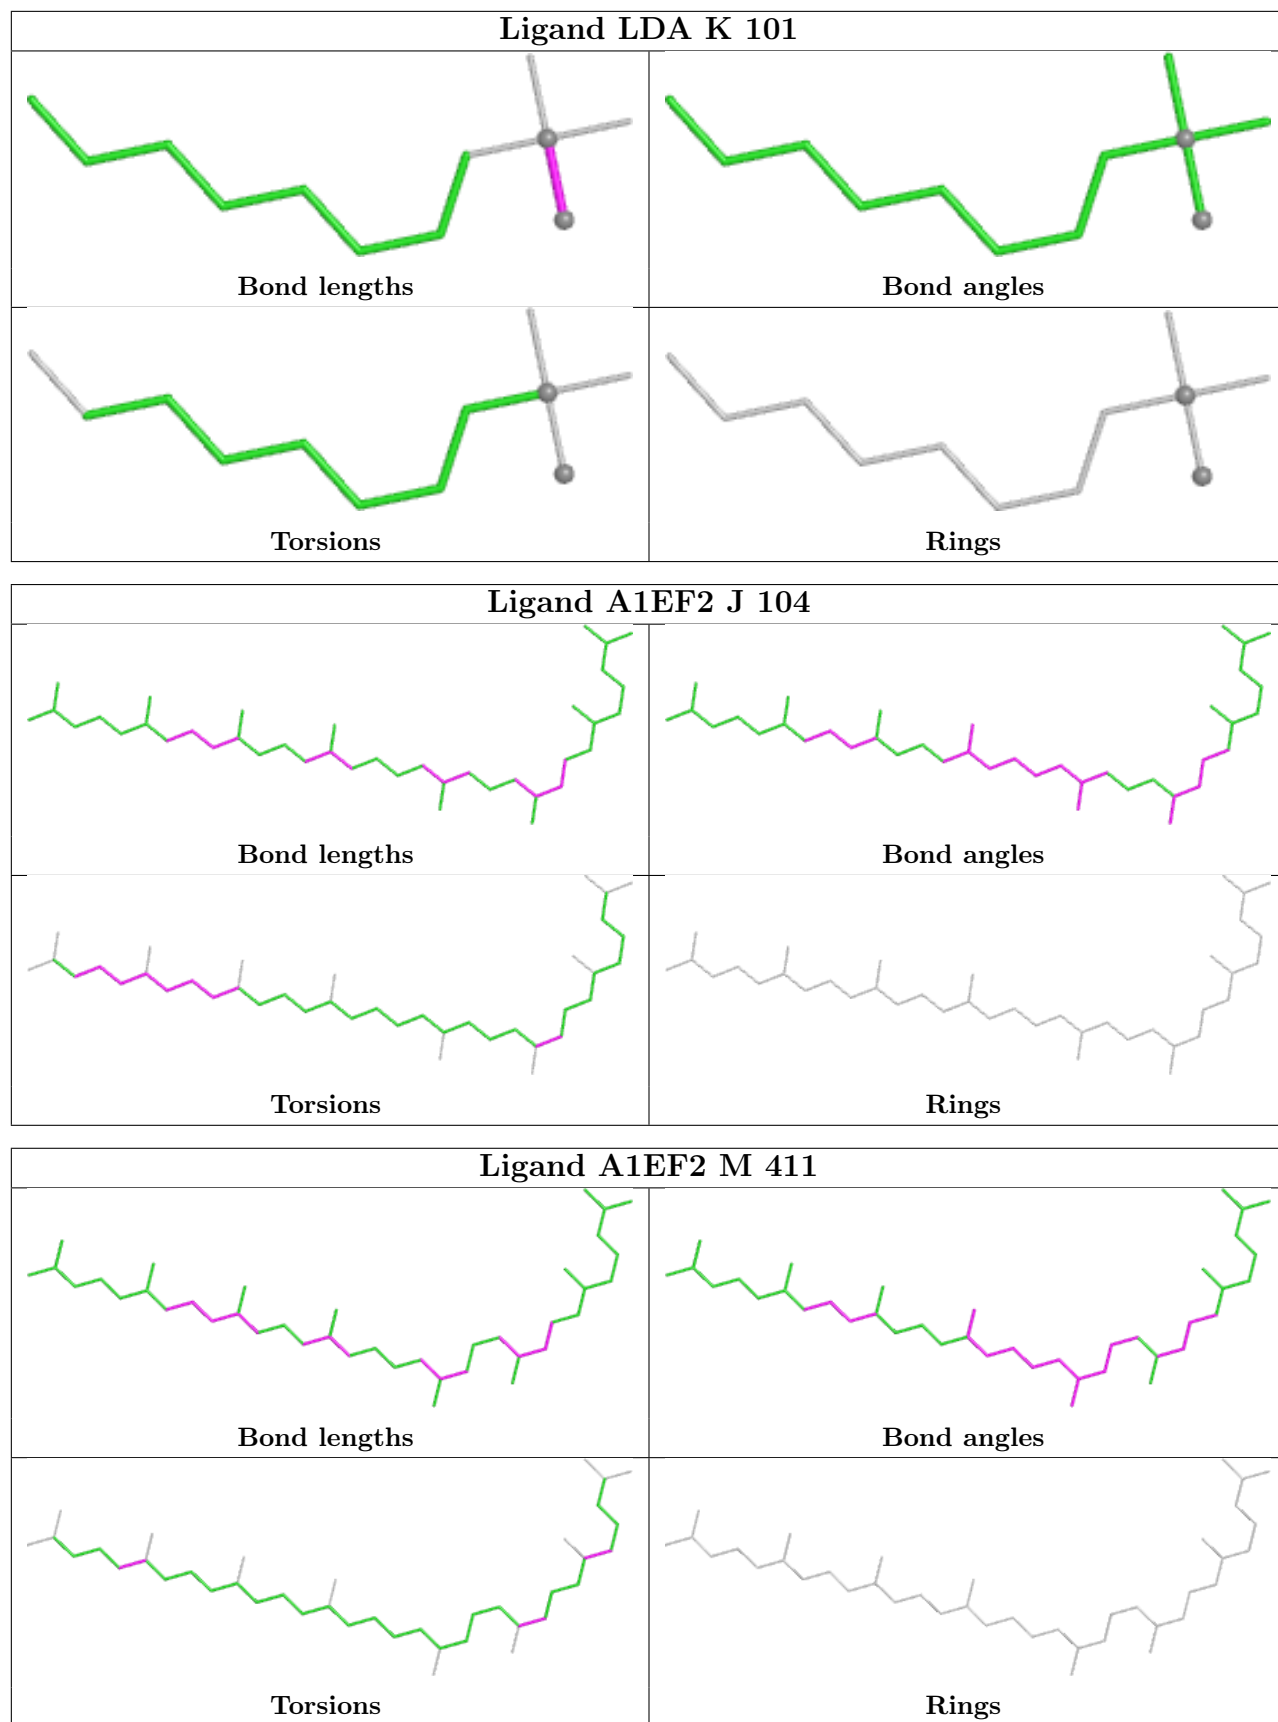 Ligand LDA K 101
Bond lengths
Bond angles
Torsions
Rings
Ligand A1EF2 J 104
Bond lengths
Bond angles
Torsions
Rings
Ligand A1EF2 M 411
Bond lengths
Bond angles
Torsions
Rings